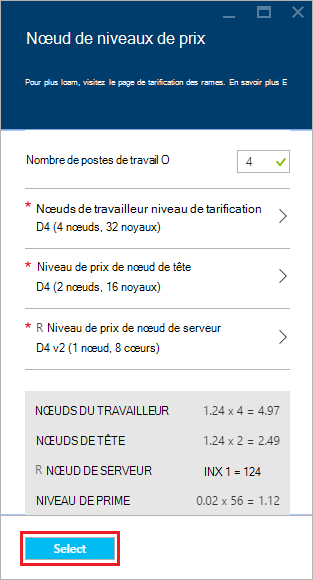 Nœud de niveaux de prix
Pour plus loam, visitez le page de tarification des rames. En savoir plus E
Nombre de postes de travail O
4
* Nœuds de travailleur niveau de tarification
D4 (4 nœuds, 32 noyaux)
* Niveau de prix de nœud de tête
D4 (2 nœuds, 16 noyaux)
* R Niveau de prix de nœud de serveur
D4 v2 (1 nœud, 8 cœurs)
NŒUDS DU TRAVAILLEUR 1.24 x 4 = 4.97
NŒUDS DE TÊTE 1.24 x 2 = 2.49
R NŒUD DE SERVEUR INX 1 = 124
NIVEAU DE PRIME 0.02 x 56 = 1.12
Select